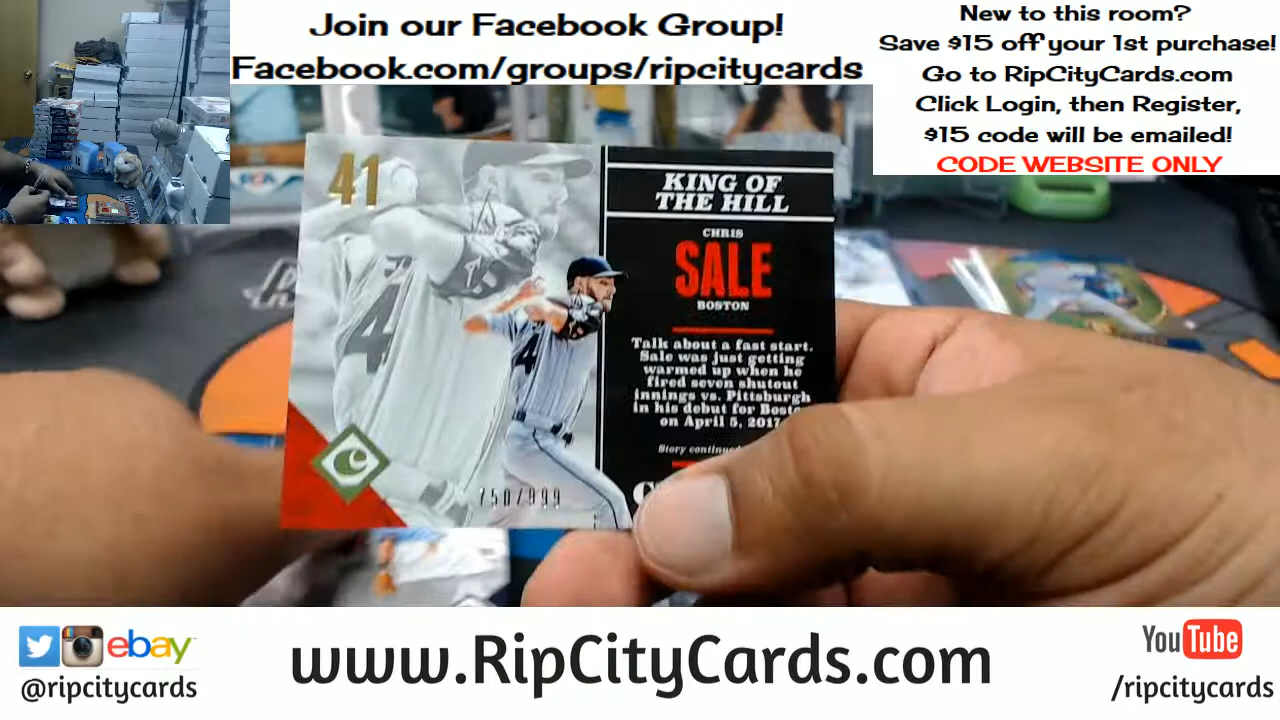 Join our Facebook Group!
Facebook.com/groups/ripcitycards
New to this room?
Save $15 off your 1st purchase!
Go to RipCityCards.com
Click Login, then Register,
$15 code will be emailed!
CODE WEBSITE ONLY
41
KING OF
THE HILL
CHRIS
SALE
BOSTON
Talk about a fast start.
Sale was just getting
warmed up when he
fired seven shutout
innings vs. Pittsburgh
in his debut for
on April 5, 2017
Story
750/999
ebay
@ripcitycards
www.RipCityCards.com
YouTube
/ripcitycards